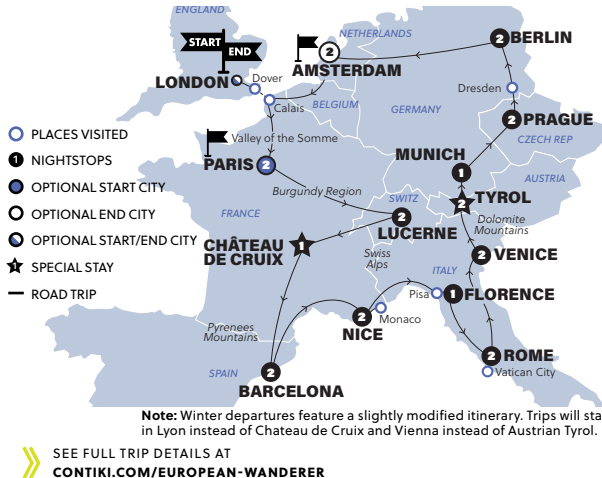 ENGLAND
START
END
NETHERLANDS
2
BERLIN
2
AMSTERDAM
LONDON
Dover
Calais
BELGIUM
GERMANY
Dresden
2
PRAGUE
CZECH REP
PLACES VISITED
1 NIGHTSTOPS
OPTIONAL START CITY
OPTIONAL END CITY
OPTIONAL START/END CITY
1 SPECIAL STAY
ROAD TRIP
Valley of the Somme
PARIS
2
MUNICH
1
AUSTRIA
Burgundy Region
SWITZ
2
TYROL
FRANCE
2
LUCERNE
Dolomite
Mountains
CHÂTEAU
DE CRUIX
1
Swiss
Alps
2
VENICE
ITALY
Pisa
1
FLORENCE
Monaco
2
NICE
Pyrenees
Mountains
2
ROME
Vatican City
SPAIN
2
BARCELONA
Note: Winter departures feature a slightly modified itinerary. Trips will sta
in Lyon instead of Chateau de Cruix and Vienna instead of Austrian Tyrol.
SEE FULL TRIP DETAILS AT
CONTIKI.COM/EUROPEAN-WANDERER